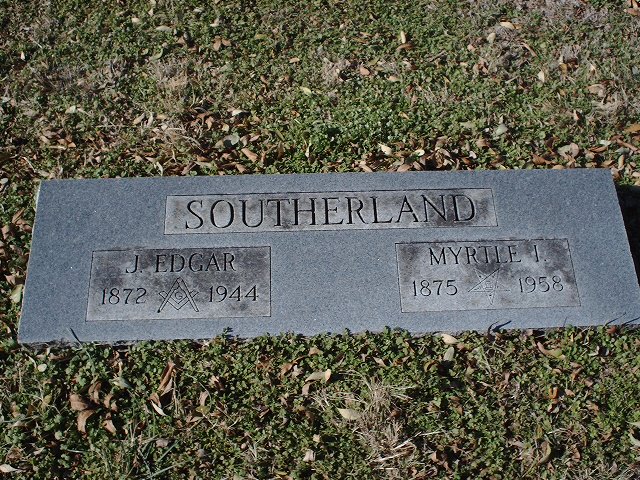 SOUTHERLAND
J. EDGAR
1872 1944
MYRTLE I.
1875 1958